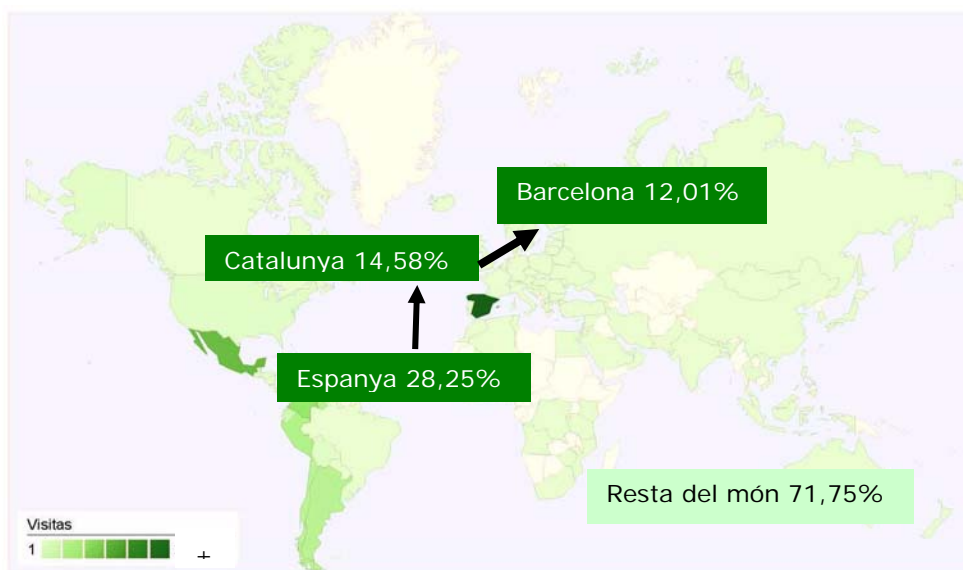 Barcelona 12,01%
Catalunya 14,58%
Espanya 28,25%
Resta del món 71,75%
Visitas
1 +